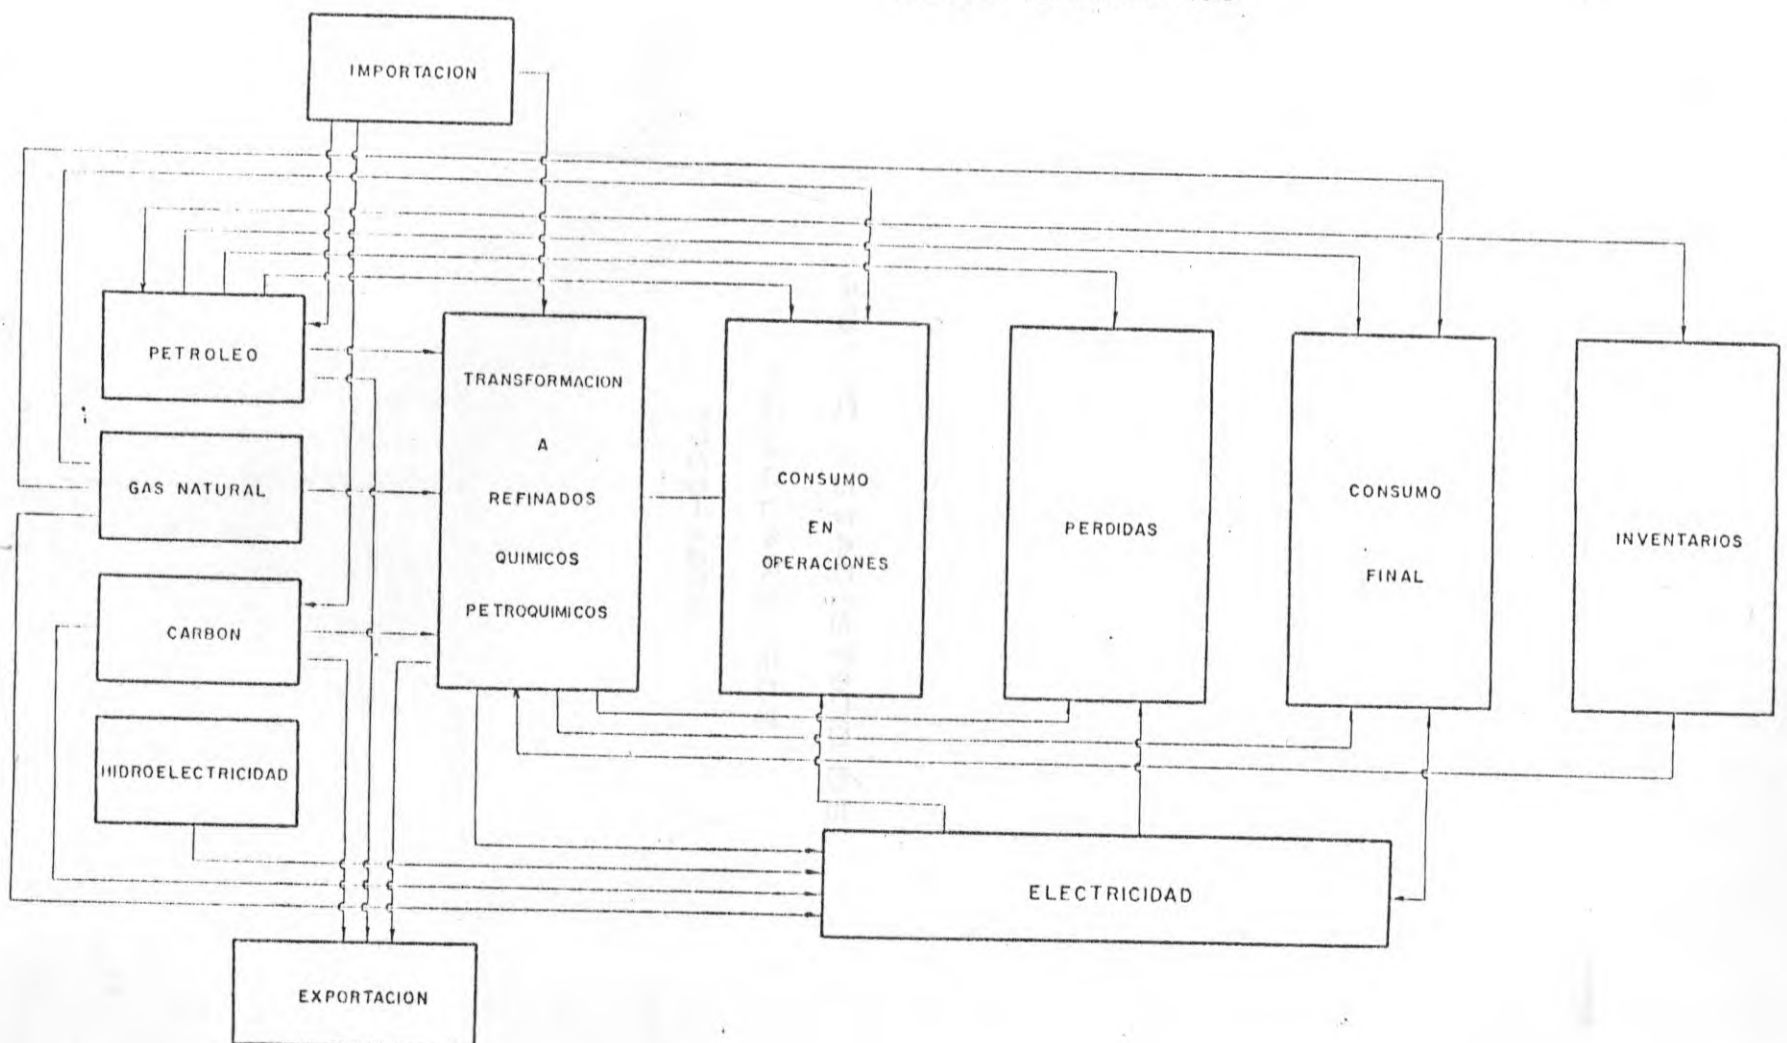 IMPORTACION
PETROLEO
GAS NATURAL
CARBON
HIDROELECTRICIDAD
TRANSFORMACION
A
REFINADOS
QUIMICOS
PETROQUIMICOS
CONSUMO
EN
OPERACIONES
PERDIDAS
CONSUMO
FINAL
INVENTARIOS
ELECTRICIDAD
EXPORTACION